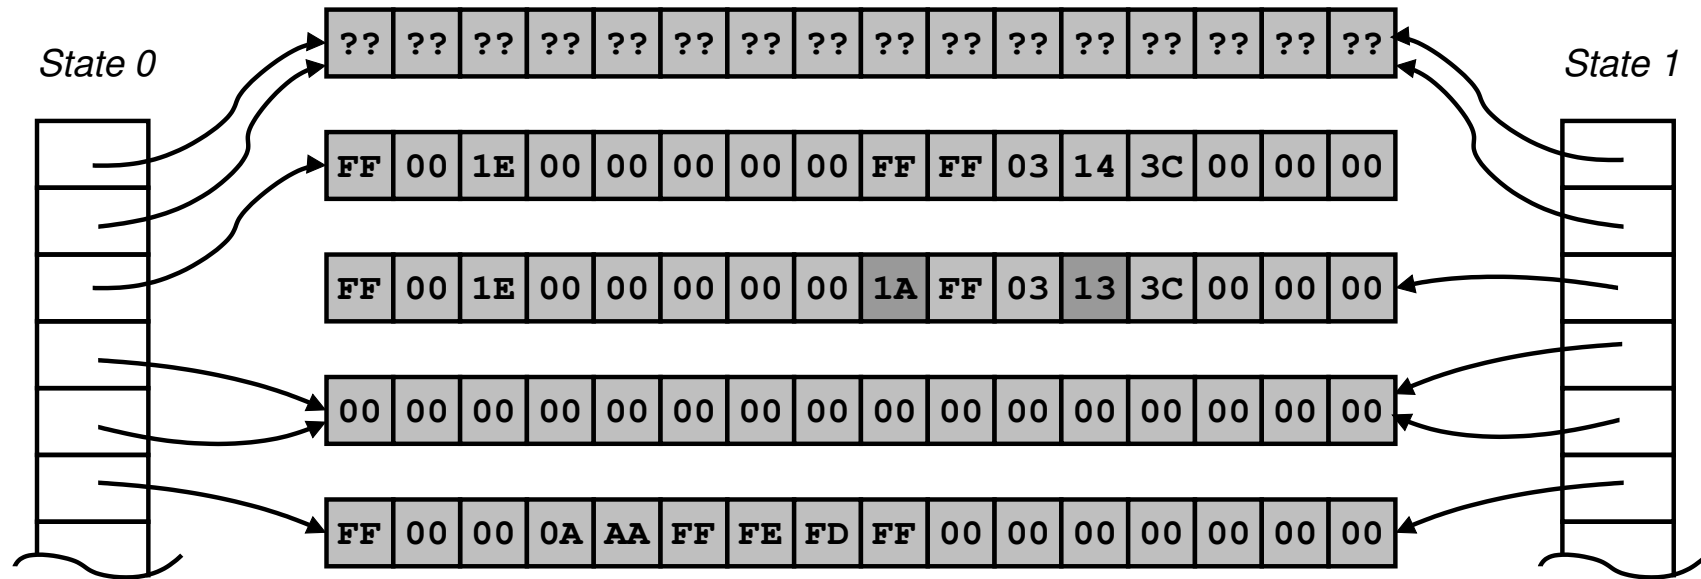 ?? ?? ?? ?? ?? ?? ?? ?? ?? ?? ?? ?? ?? ?? ?? ??
State 0
State 1
FF 00 1E 00 00 00 00 00 FF FF 03 14 3C 00 00 00
FF 00 1E 00 00 00 00 00 1A FF 03 13 3C 00 00 00
00 00 00 00 00 00 00 00 00 00 00 00 00 00 00 00
FF 00 00 0A AA FF FE FD FF 00 00 00 00 00 00 00